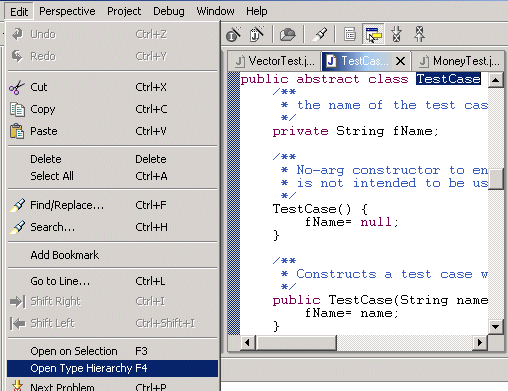 Edit Perspective Project Debug Window Help
Undo Ctrl+Z
Redo Ctrl+Y
Cut Ctrl+X
Copy Ctrl+C
Paste Ctrl+V
Delete Delete
Select All Ctrl+A
Find/Replace... Ctrl+F
Search... Ctrl+H
Add Bookmark
Go to Line... Ctrl+L
Shift Right Ctrl+I
Shift Left Ctrl+Shift+I
Open on Selection F3
Open Type Hierarchy F4
Next Problem Ctrl+P
VectorTest.j... TestCas... MoneyTest.j...
public abstract class TestCase
/**
* the name of the test cas
*/
private String fName;
/**
* No-arg constructor to en
* is not intended to be us
*/
TestCase() {
fName= null;
}
/**
* Constructs a test case w
*/
public TestCase(String name
fName= name;
}